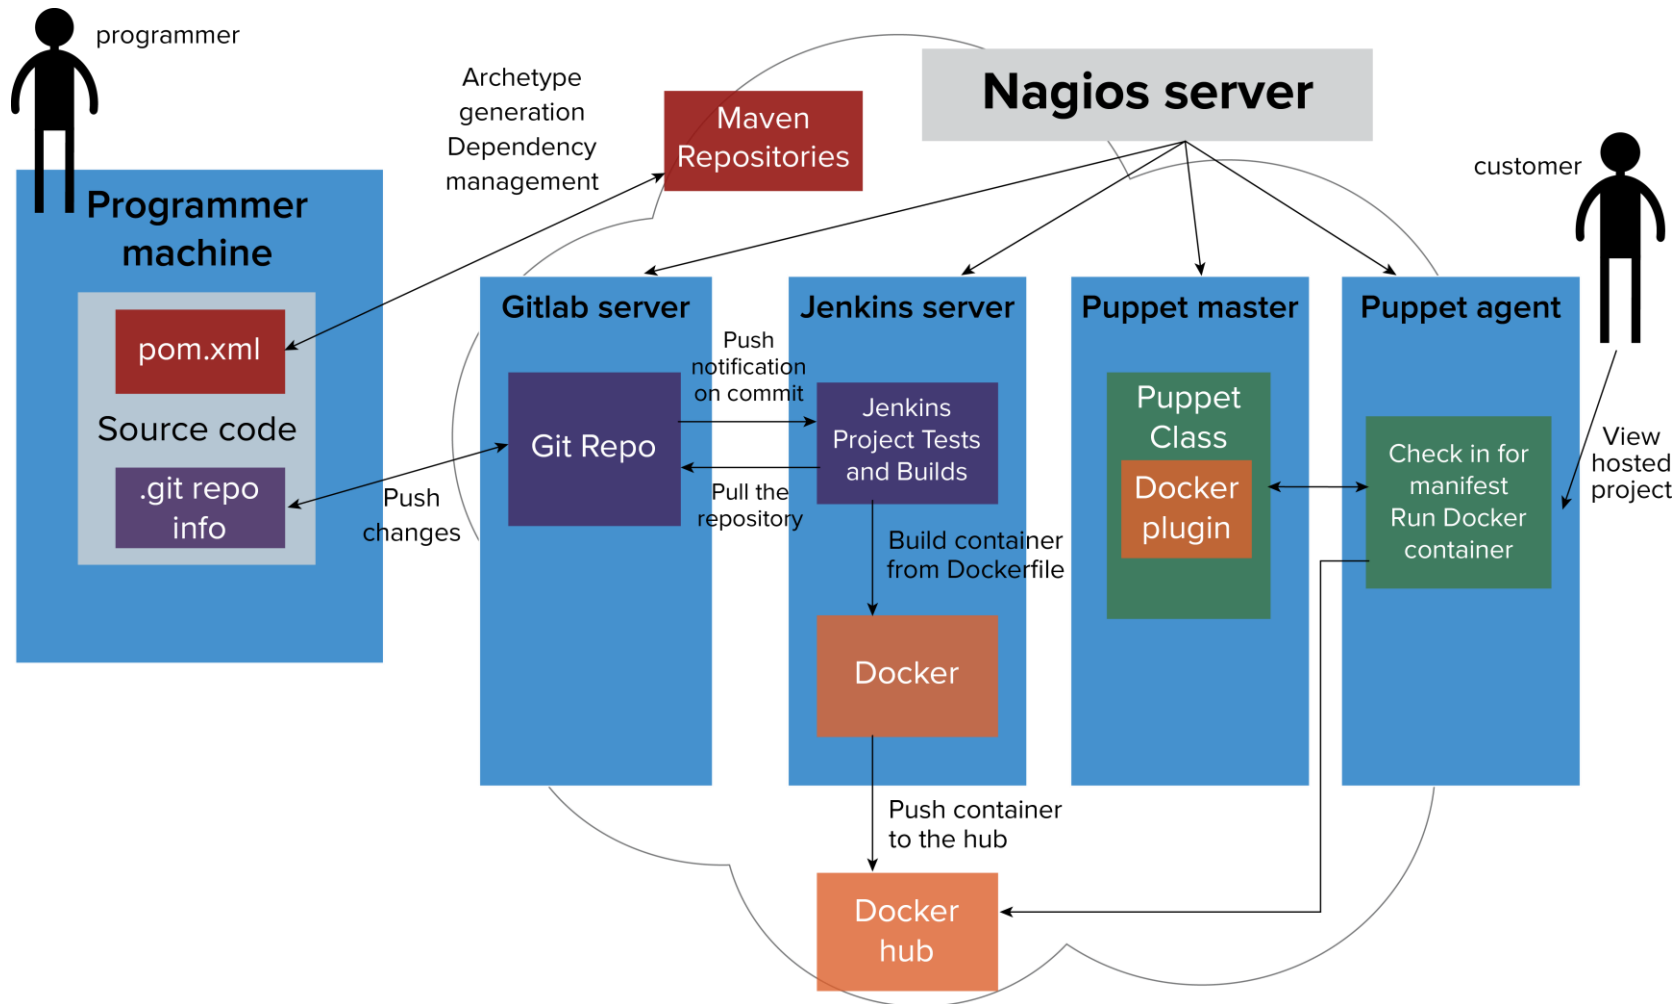 programmer
Programmer
machine
pom.xml
Source code
.git repo
info
Archetype
generation
Dependency
management
Maven
Repositories
Nagios server
customer
Gitlab server
Git Repo
Push
changes
Push
notification
on commit
Pull the
repository
Jenkins server
Jenkins
Project Tests
and Builds
Build container
from Dockerfile
Docker
Push container
to the hub
Docker
hub
Puppet master
Puppet
Class
Docker
plugin
Puppet agent
Check in for
manifest
Run Docker
container
View
hosted
project